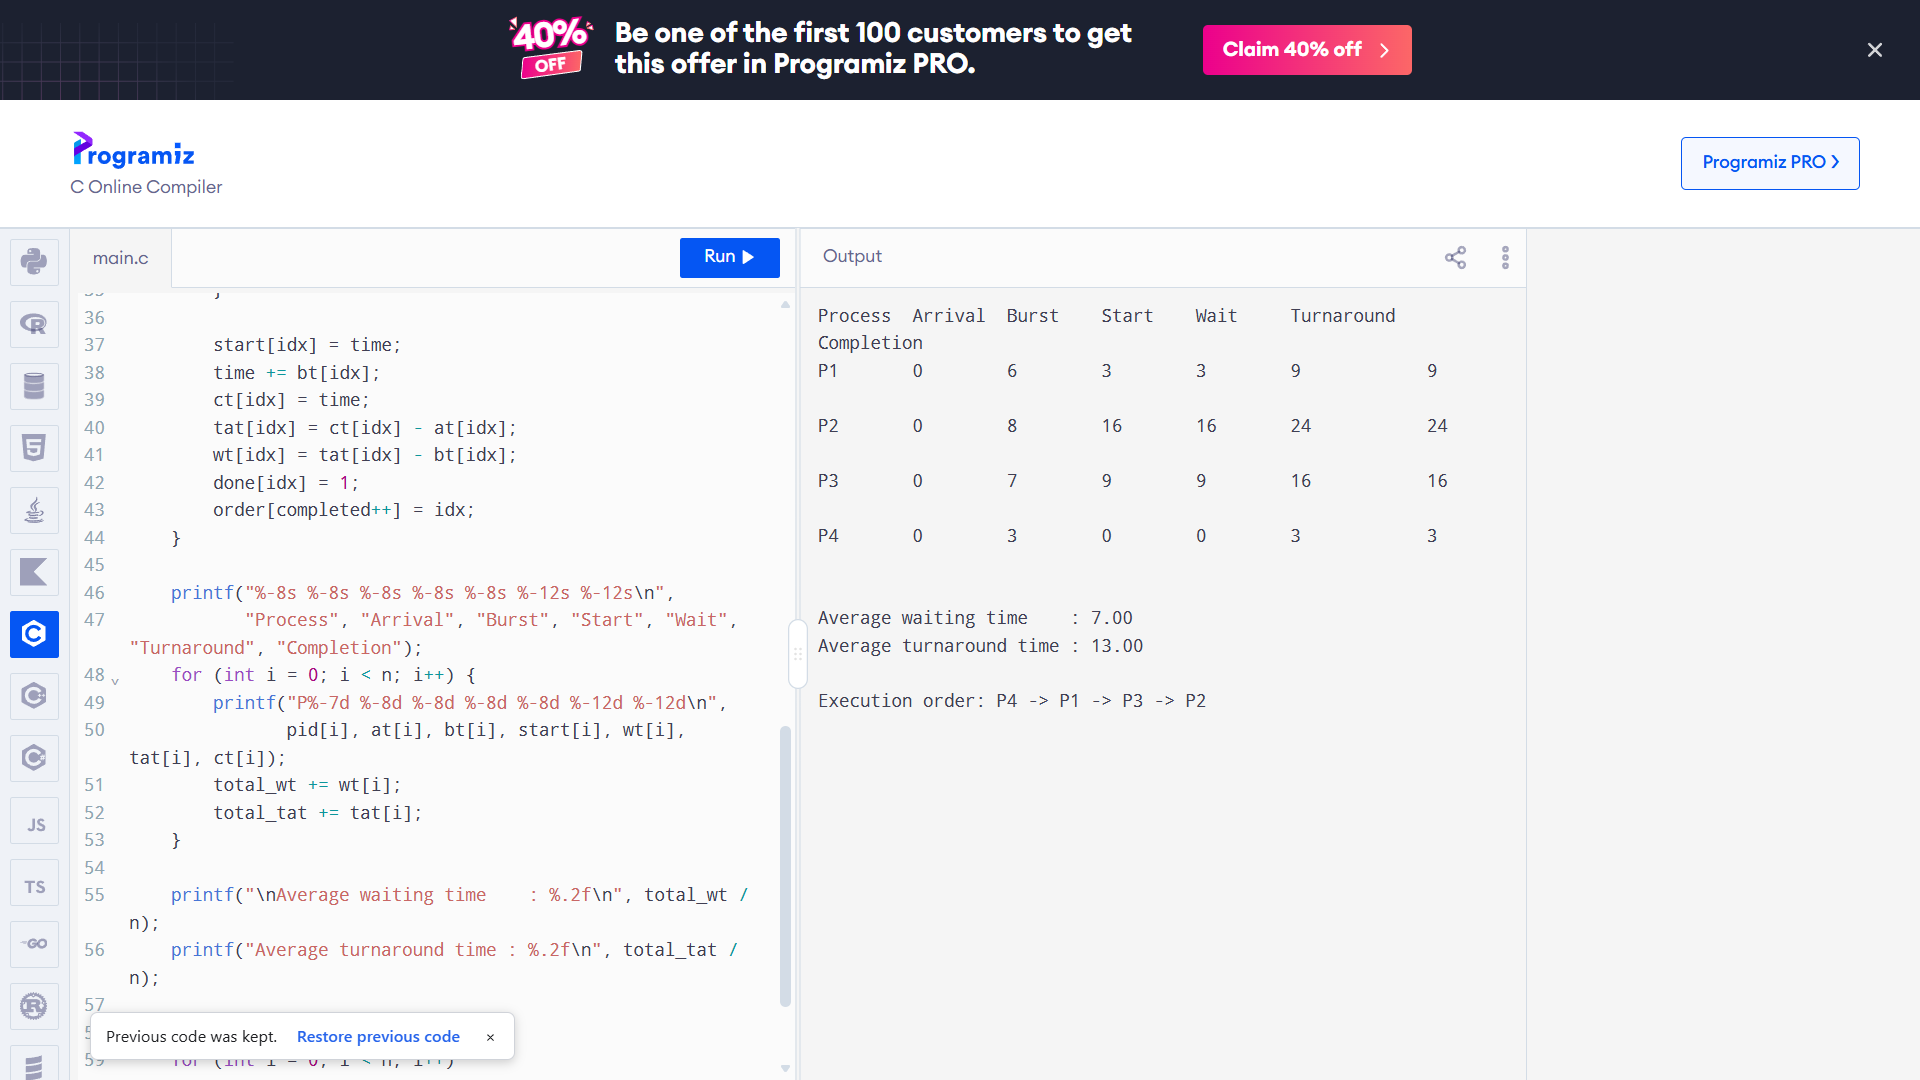 40%
OFF
Be one of the first 100 customers to get
this offer in Programiz PRO.
Claim 40% off
Programiz
C Online Compiler
Programiz PRO
main.c
Run
Output
36
37 start[idx] = time;
38 time += bt[idx];
39 ct[idx] = time;
40 tat[idx] = ct[idx] - at[idx];
41 wt[idx] = tat[idx] - bt[idx];
42 done[idx] = 1;
43 order[completed++] = idx;
44 }
45
46 printf("%-8s %-8s %-8s %-8s %-8s %-12s %-12s\n",
47 "Process", "Arrival", "Burst", "Start", "Wait",
"Turnaround", "Completion");
48 for (int i = 0; i < n; i++) {
49 printf("P%-7d %-8d %-8d %-8d %-8d %-12d %-12d\n",
50 pid[i], at[i], bt[i], start[i], wt[i],
tat[i], ct[i]);
51 total_wt += wt[i];
52 total_tat += tat[i];
53 }
54
55 printf("\nAverage waiting time    : %.2f\n", total_wt /
n);
56 printf("Average turnaround time : %.2f\n", total_tat /
n);
57
59 for (int i = 0; i < n; i++)
Previous code was kept. Restore previous code ×
Process Arrival Burst Start Wait Turnaround
Completion
P1 0 6 3 3 9 9
P2 0 8 16 16 24 24
P3 0 7 9 9 16 16
P4 0 3 0 0 3 3
Average waiting time    : 7.00
Average turnaround time : 13.00
Execution order: P4 -> P1 -> P3 -> P2
R
5
C
C
C
JS
TS
GO
R